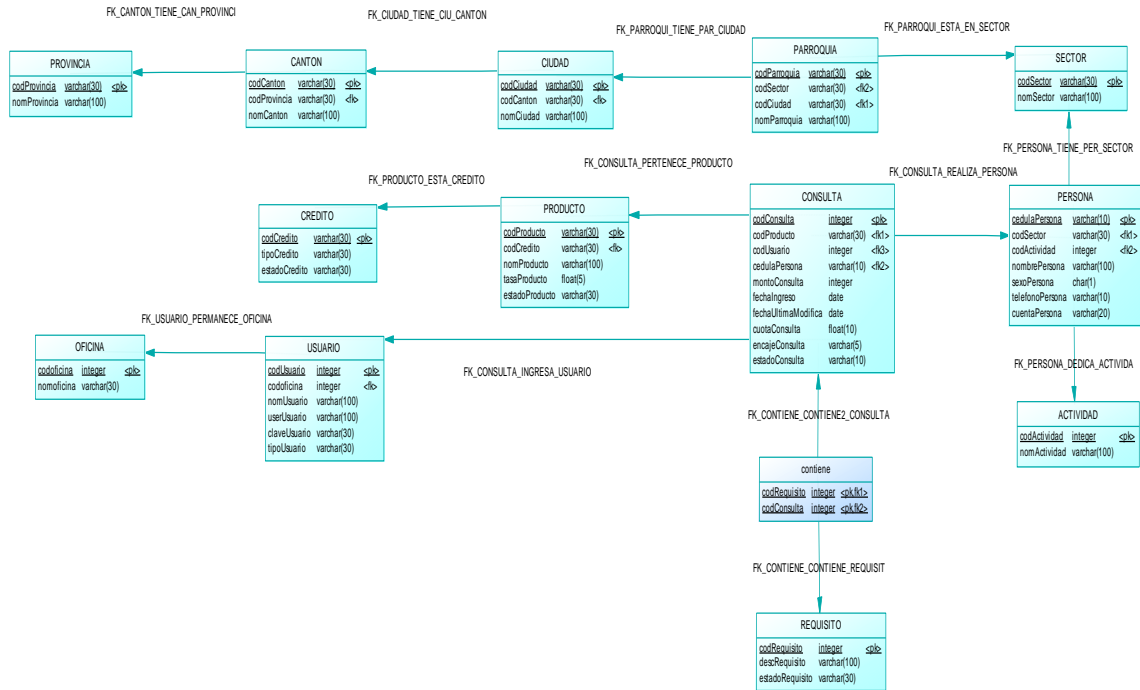 FK_CANTON_TIENE_CAN_PROVINCI
FK_CIUDAD_TIENE_CIU_CANTON
FK_PARROQUI_TIENE_PAR_CIUDAD
FK_PARROQUI_ESTA_EN_SECTOR
PROVINCIA
codProvincia varchar(30) <pk>
nomProvincia varchar(100)
CANTON
codCanton varchar(30) <pk>
codProvincia varchar(30) <fk>
nomCanton varchar(100)
CIUDAD
codCiudad varchar(30) <pk>
codCanton varchar(30) <fk>
nomCiudad varchar(100)
PARROQUIA
codParroquia varchar(30) <pk>
codSector varchar(30) <fk2>
codCiudad varchar(30) <fk1>
nomParroquia varchar(100)
SECTOR
codSector varchar(30) <pk>
nomSector varchar(100)
FK_PERSONA_TIENE_PER_SECTOR
FK_CONSULTA_PERTENECE_PRODUCTO
FK_CONSULTA_REALIZA_PERSONA
FK_PRODUCTO_ESTA_CREDITO
CREDITO
codCredito varchar(30) <pk>
tipoCredito varchar(30)
estadoCredito varchar(30)
PRODUCTO
codProducto varchar(30) <pk>
codCredito varchar(30) <fk>
nomProducto varchar(100)
tasaProducto float(5)
estadoProducto varchar(30)
CONSULTA
codConsulta integer <pk>
codProducto varchar(30) <fk1>
codUsuario integer <fk3>
cedulaPersona varchar(10) <fk2>
montoConsulta integer
fechaIngreso date
fechaUltimaModifica date
cuotaConsulta float(10)
encajeConsulta varchar(5)
estadoConsulta varchar(10)
PERSONA
cedulaPersona varchar(10) <pk>
codSector varchar(30) <fk1>
codActividad integer <fk2>
nombrePersona varchar(100)
sexoPersona char(1)
telefonoPersona varchar(10)
cuentaPersona varchar(20)
FK_USUARIO_PERMANECE_OFICINA
OFICINA
codoficina integer <pk>
nomoficina varchar(30)
USUARIO
codUsuario integer <pk>
codoficina integer <fk>
nomUsuario varchar(100)
userUsuario varchar(100)
claveUsuario varchar(30)
tipoUsuario varchar(30)
FK_CONSULTA_INGRESA_USUARIO
FK_PERSONA_DEDICA_ACTIVIDA
FK_CONTIENE_CONTIENE2_CONSULTA
ACTIVIDAD
codActividad integer <pk>
nomActividad varchar(100)
contiene
codRequisito integer <pk,fk1>
codConsulta integer <pk,fk2>
FK_CONTIENE_CONTIENE_REQUISIT
REQUISITO
codRequisito integer <pk>
descRequisito varchar(100)
estadoRequisito varchar(30)